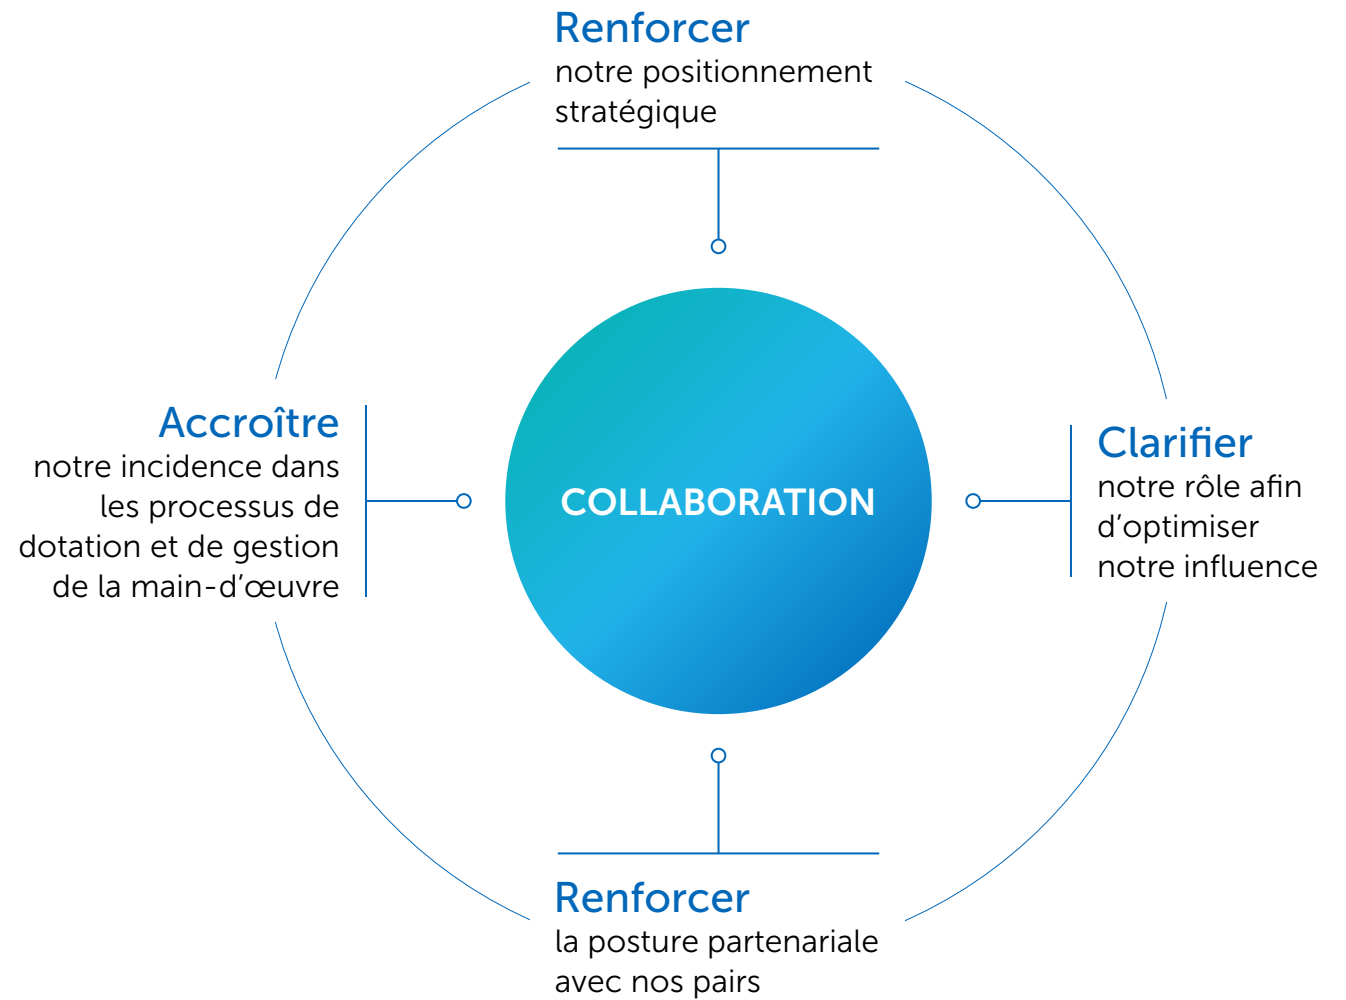 Renforcer
notre positionnement
stratégique
Accroître
notre incidence dans
les processus de
dotation et de gestion
de la main-d’œuvre
COLLABORATION
Clarifier
notre rôle afin
d’optimiser
notre influence
Renforcer
la posture partenariale
avec nos pairs